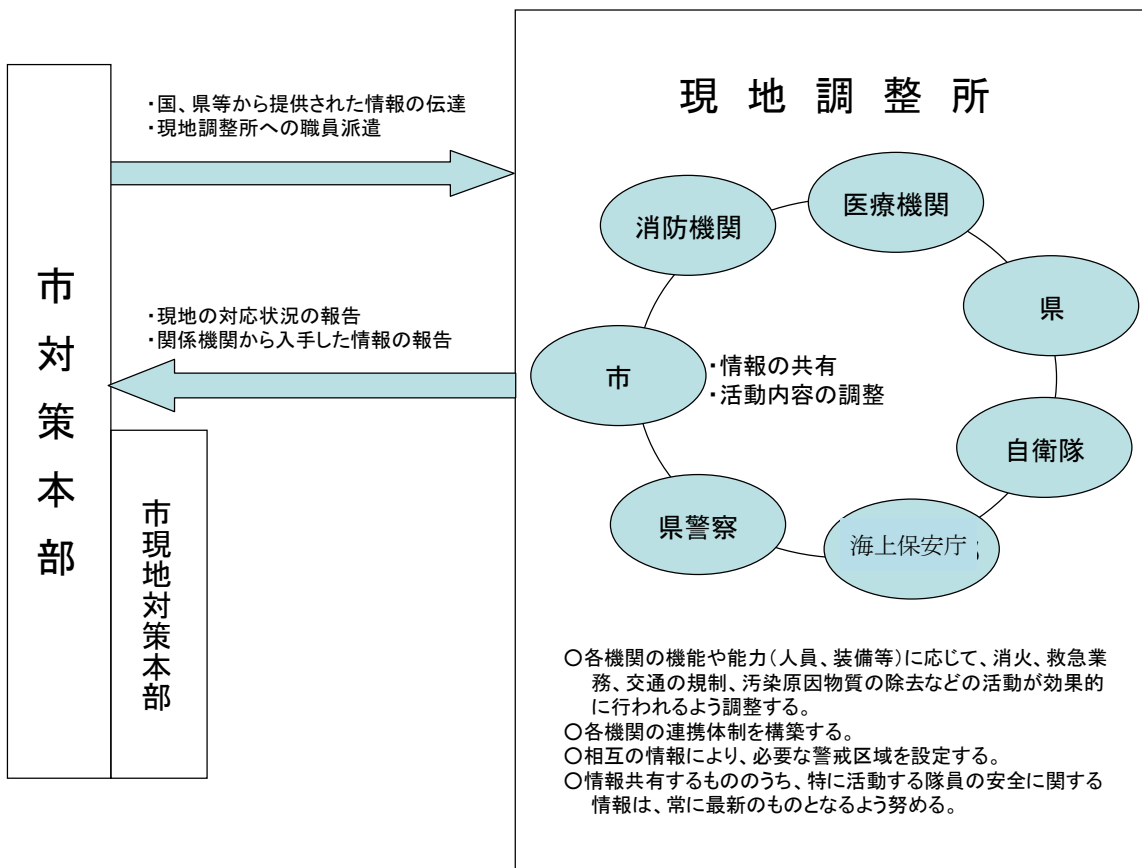 現地調整所
・国、県等から提供された情報の伝達
・現地調整所への職員派遣
医療機関
消防機関
県
市対策本部
・現地の対応状況の報告
・関係機関から入手した情報の報告
市
・情報の共有
・活動内容の調整
自衛隊
市現地対策本部
県警察
海上保安庁
○各機関の機能や能力(人員、装備等)に応じて、消火、救急業
務、交通の規制、汚染原因物質の除去などの活動が効果的
に行われるよう調整する。
○各機関の連携体制を構築する。
○相互の情報により、必要な警戒区域を設定する。
○情報共有するもののうち、特に活動する隊員の安全に関する
情報は、常に最新のものとなるよう努める。